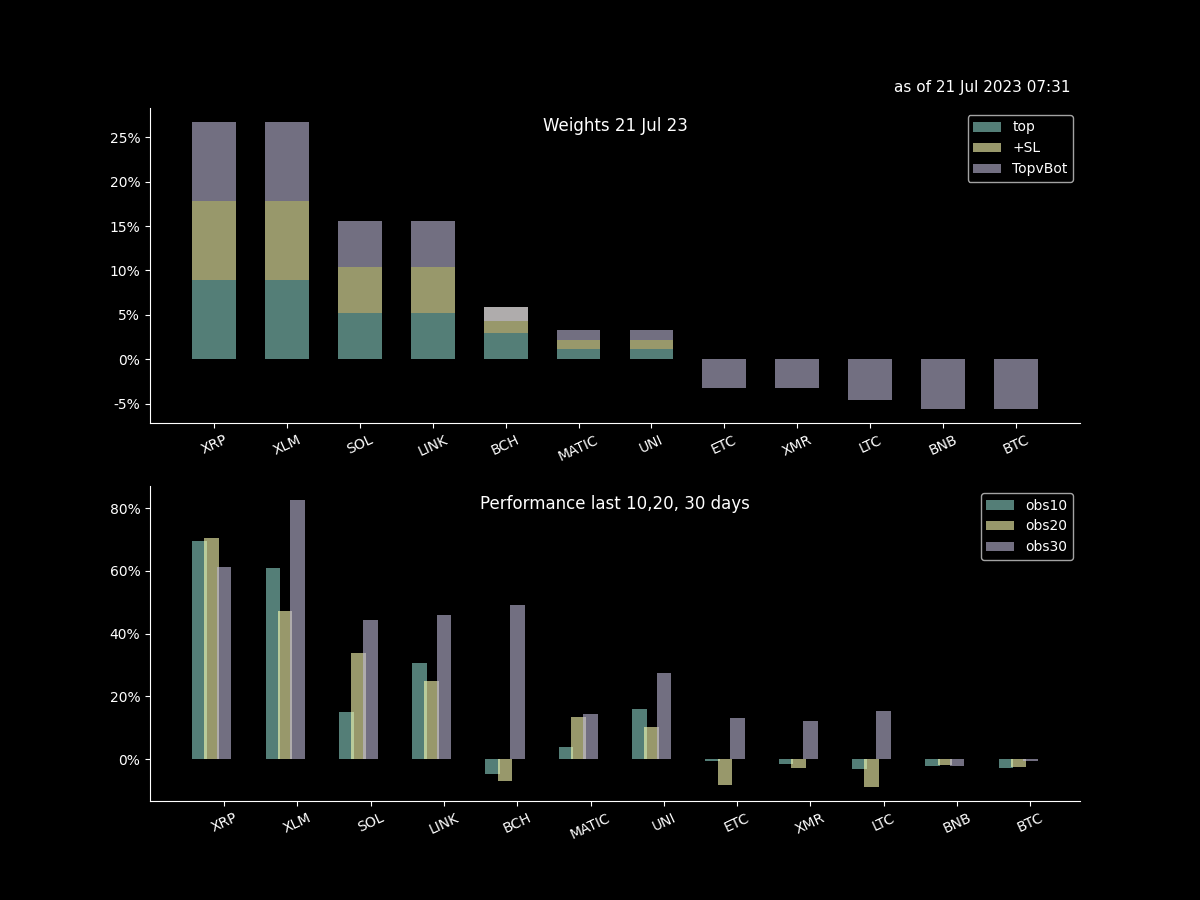 as of 21 Jul 2023 07:31
Weights 21 Jul 23
top
+SL
TopvBot
25%
20%
15%
10%
5%
0%
-5%
XRP XLM SOL LINK BCH MATIC UNI ETC XMR LTC BNB BTC
Performance last 10,20, 30 days
obs10
obs20
obs30
80%
60%
40%
20%
0%
XRP XLM SOL LINK BCH MATIC UNI ETC XMR LTC BNB BTC